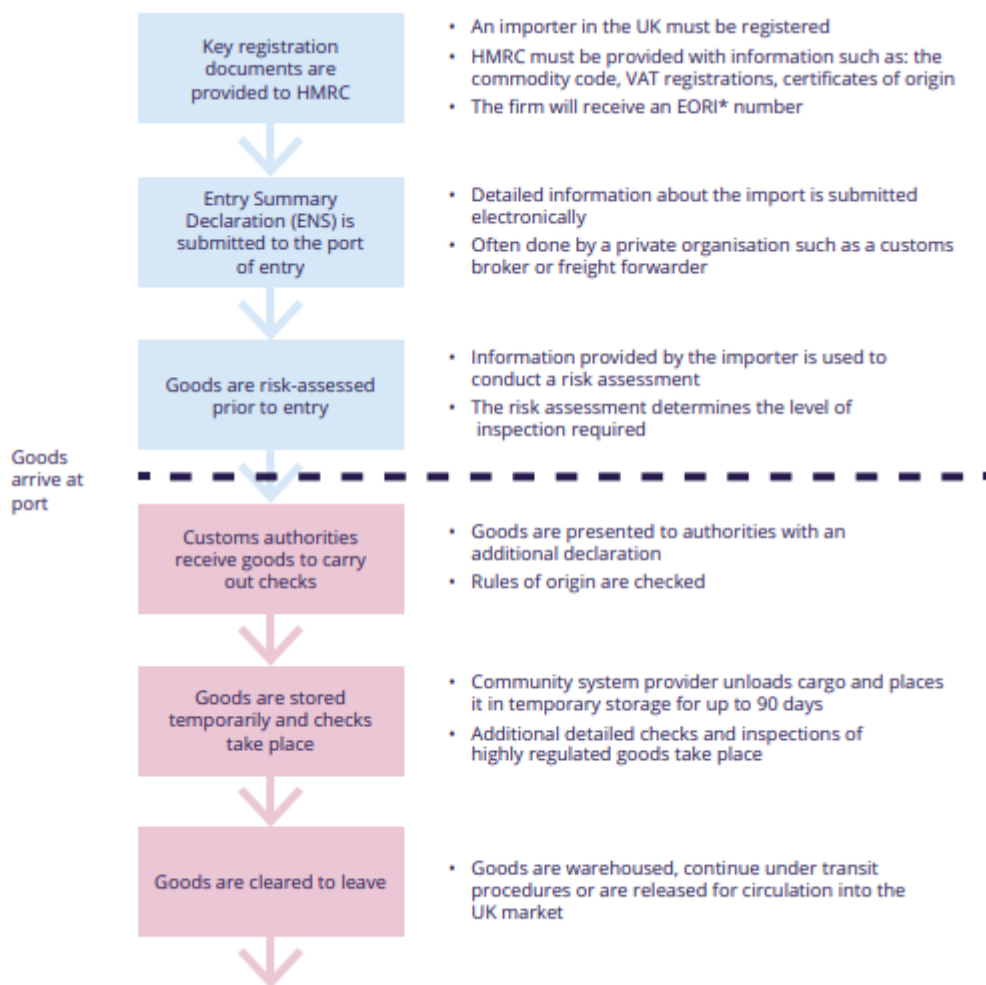 Key registration
documents are
provided to HMRC
• An importer in the UK must be registered
• HMRC must be provided with information such as: the
commodity code, VAT registrations, certificates of origin
• The firm will receive an EORI* number
Entry Summary
Declaration (ENS) is
submitted to the port
of entry
• Detailed information about the import is submitted
electronically
• Often done by a private organisation such as a customs
broker or freight forwarder
Goods are risk-assessed
prior to entry
• Information provided by the importer is used to
conduct a risk assessment
• The risk assessment determines the level of
inspection required
Goods
arrive at
port
Customs authorities
receive goods to carry
out checks
• Goods are presented to authorities with an
additional declaration
• Rules of origin are checked
Goods are stored
temporarily and checks
take place
• Community system provider unloads cargo and places
it in temporary storage for up to 90 days
• Additional detailed checks and inspections of
highly regulated goods take place
Goods are cleared to leave
• Goods are warehoused, continue under transit
procedures or are released for circulation into the
UK market